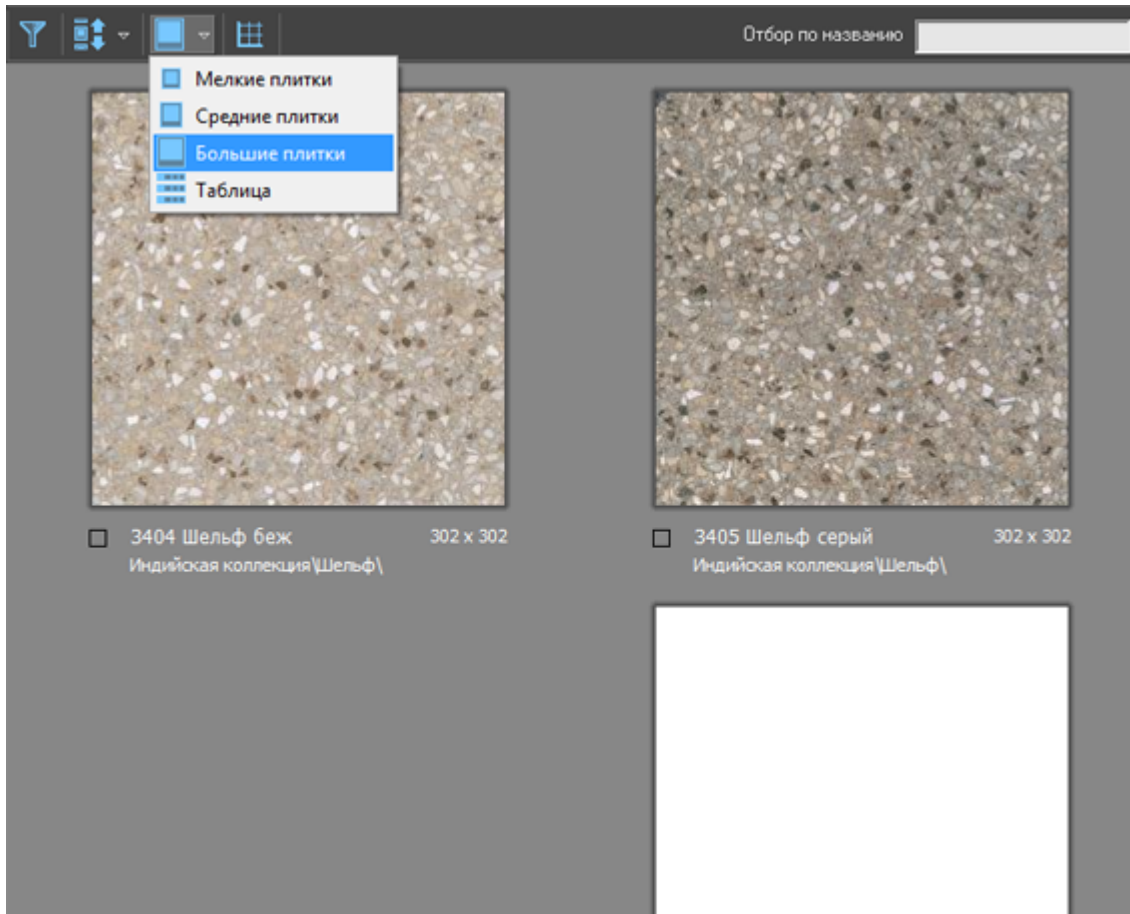 Отбор по названию
Мелкие плитки
Средние плитки
Большие плитки
Таблица
3404 Шельф беж 302 x 302
Индийская коллекция\Шельф\
3405 Шельф серый 302 x 302
Индийская коллекция\Шельф\